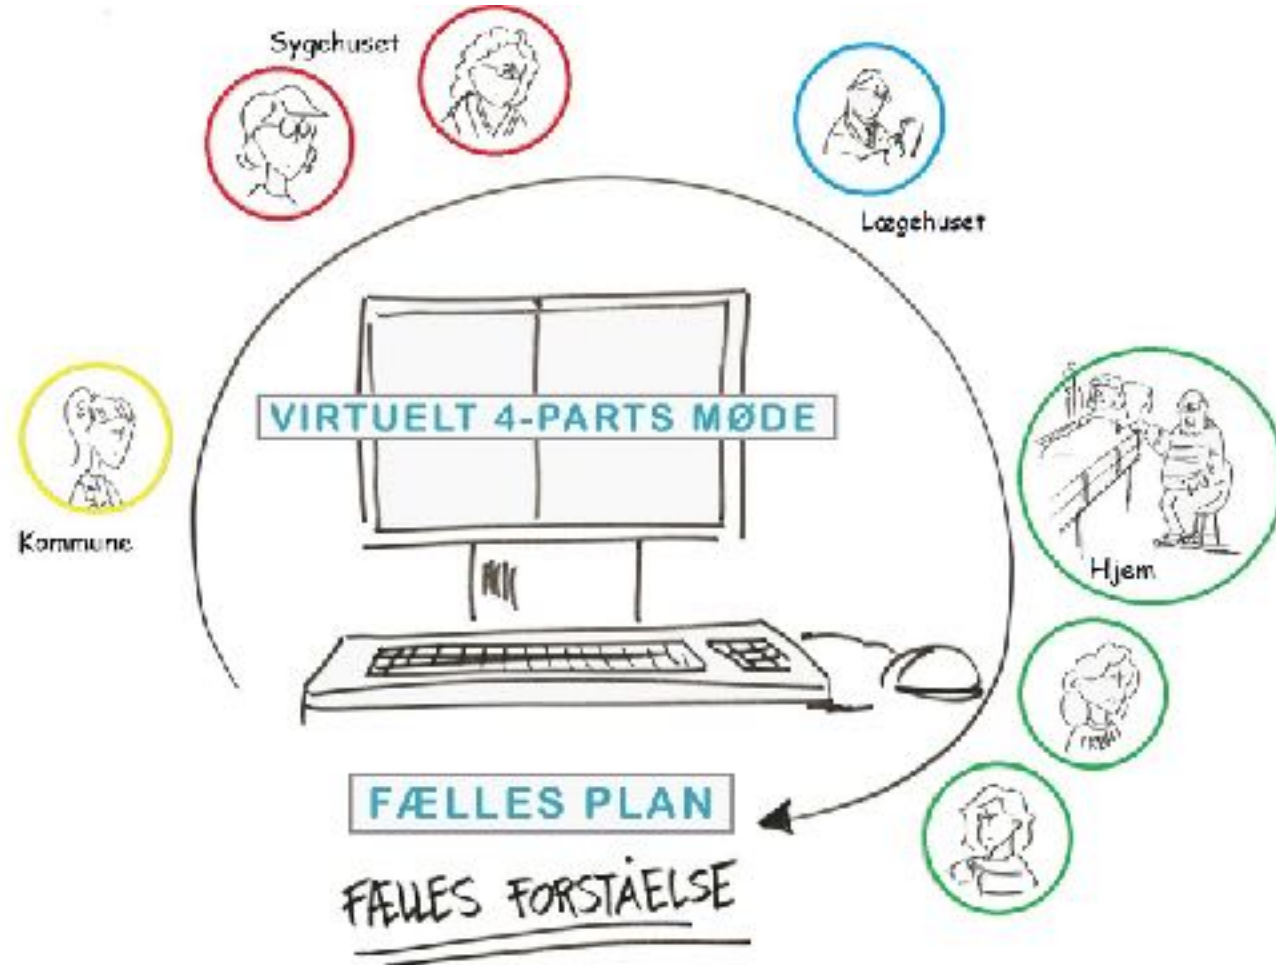 Sygehuset
Lægehuset
VIRTUELT 4-PARTS MØDE
Kommune
Hjem
FÆLLES PLAN
FÆLLES FORSTÅELSE